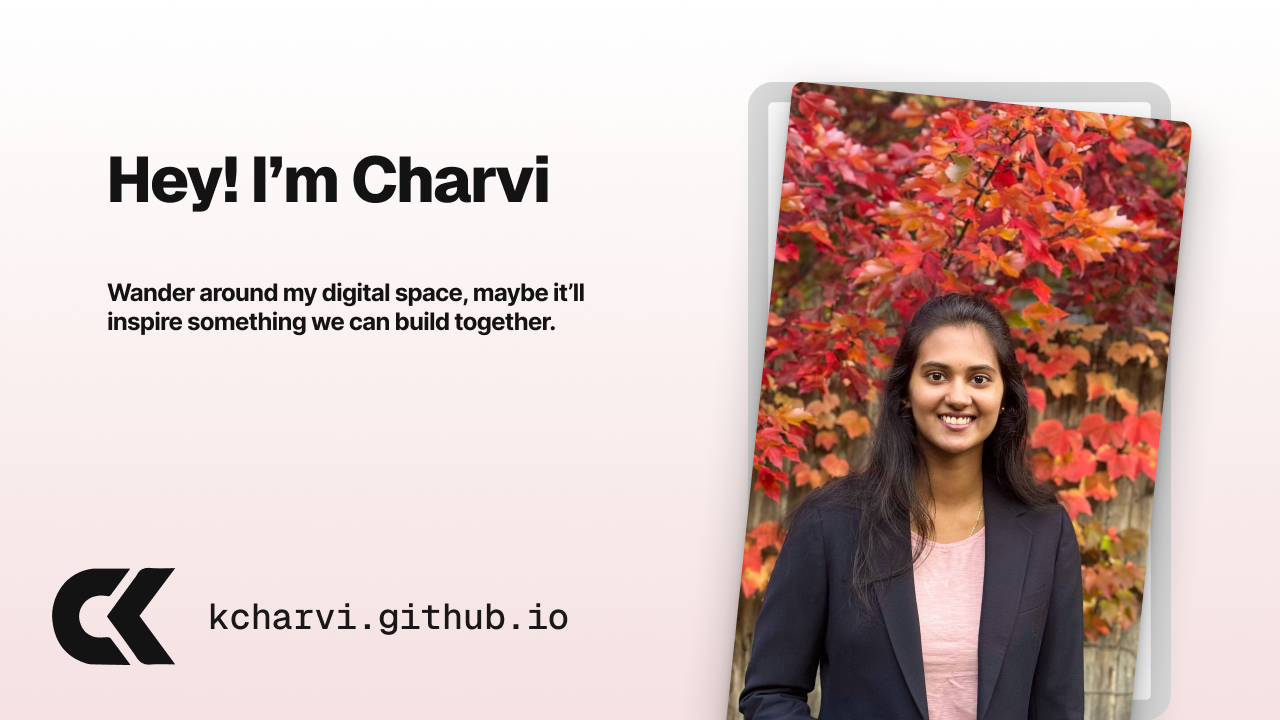 Hey! I’m Charvi
Wander around my digital space, maybe it’ll
inspire something we can build together.
CK
kcharvi.github.io